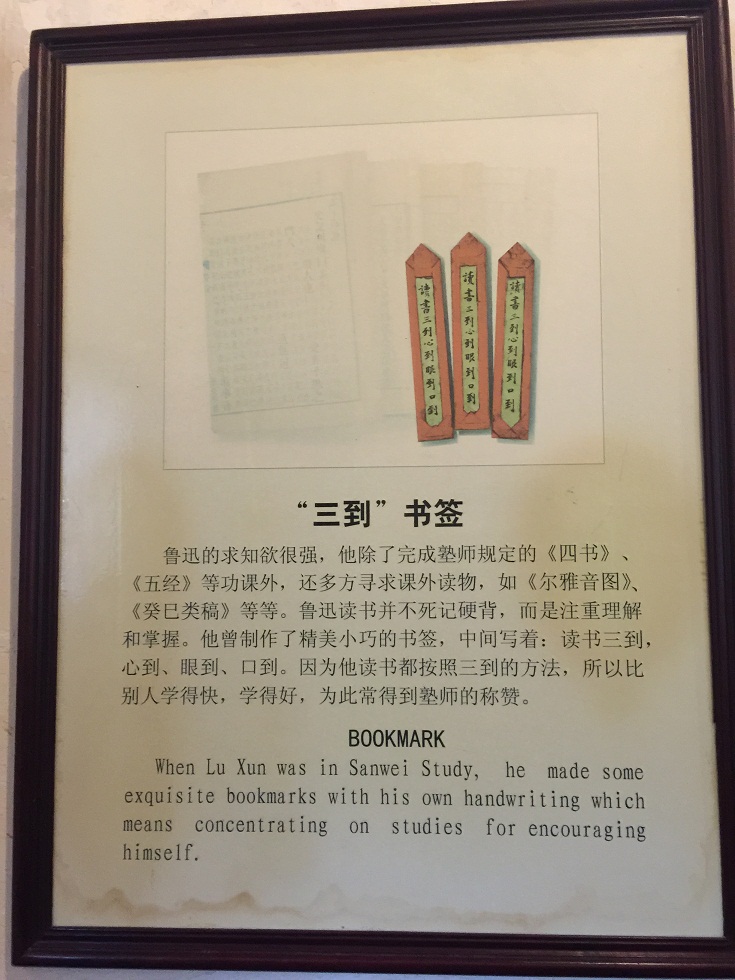 讀書三到心到眼到口到
讀書三到心到眼到口到
讀書三到心到眼到口到
“三到”书签
鲁迅的求知欲很强，他除了完成塾师规定的《四书》、
《五经》等功课外，还多方寻求课外读物，如《尔雅音图》、
《癸巳类稿》等等。鲁迅读书并不死记硬背，而是注重理解
和掌握。他曾制作了精美小巧的书签，中间写着：读书三到，
心到、眼到、口到。因为他读书都按照三到的方法，所以比
别人学得快，学得好，为此常得到塾师的称赞。
BOOKMARK
When Lu Xun was in Sanwei Study, he made some
exquisite bookmarks with his own handwriting which
means concentrating on studies for encouraging
himself.